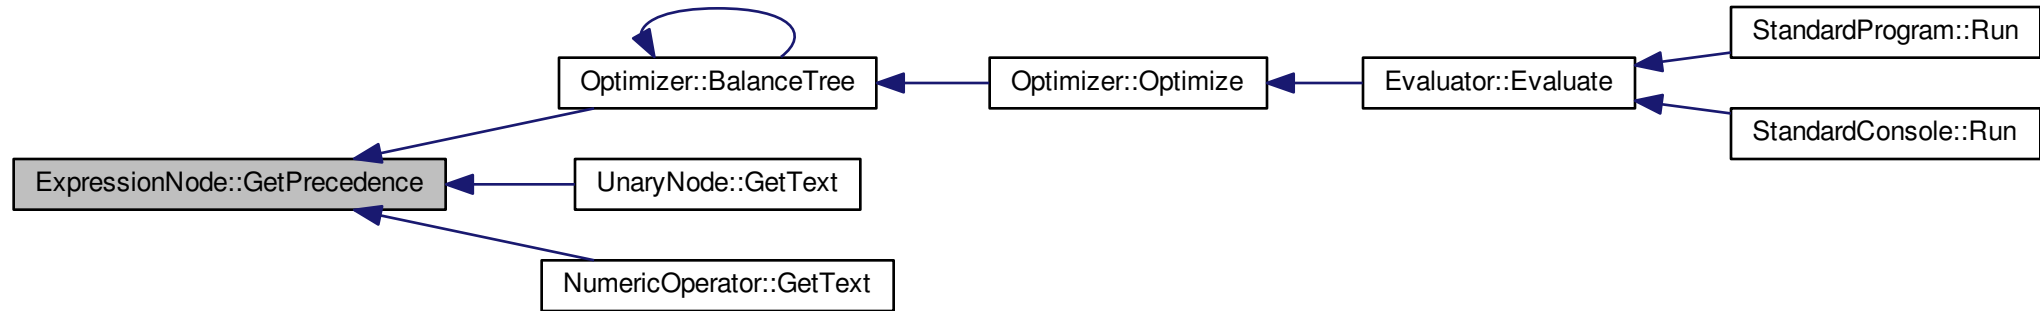 StandardProgram::Run
Optimizer::BalanceTree
Optimizer::Optimize
Evaluator::Evaluate
StandardConsole::Run
ExpressionNode::GetPrecedence
UnaryNode::GetText
NumericOperator::GetText